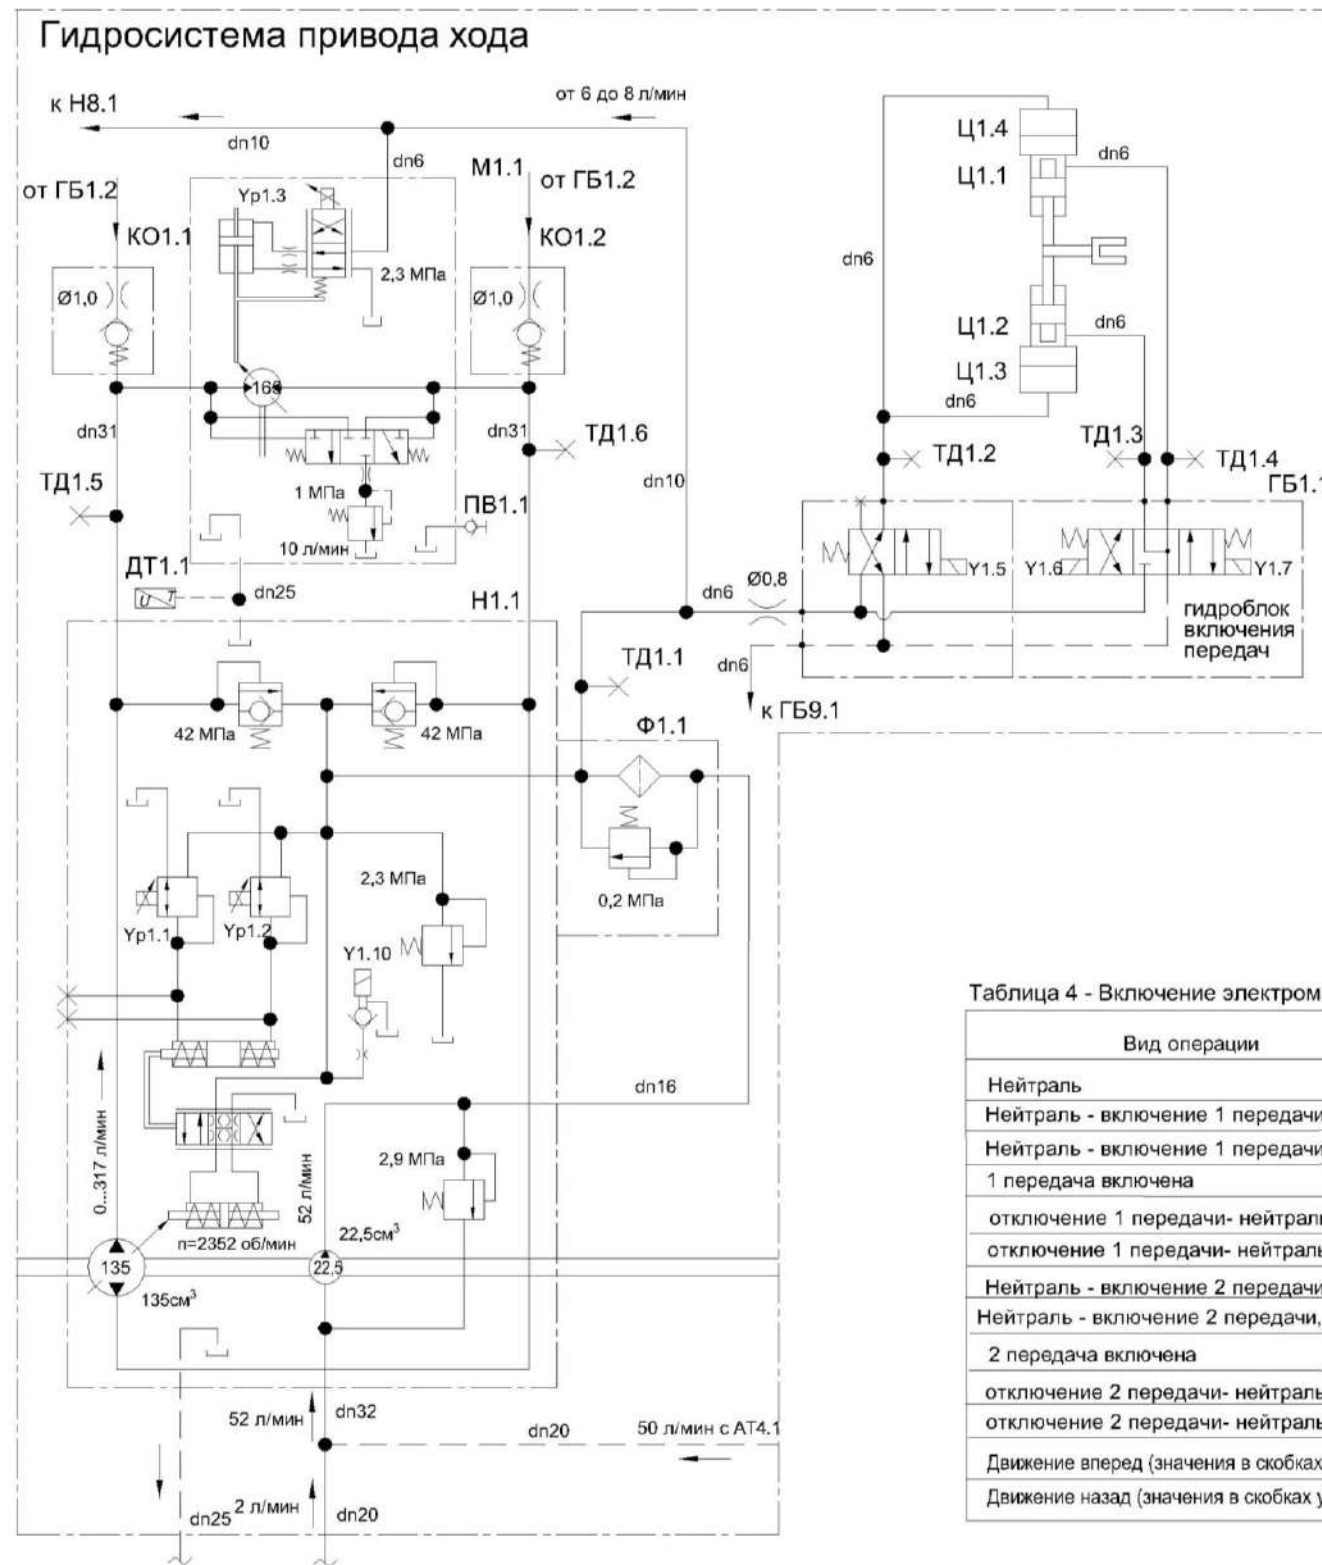 Гидросистема привода хода
к Н8.1
от 6 до 8 л/мин
dn10
dn6
М1.1
от ГБ1.2
от ГБ1.2
Yp1.3
КО1.1
КО1.2
2,3 МПа
Ø1,0
Ø1,0
dn31
dn31
1 МПа
10 л/мин
ТД1.5
ТД1.6
ПВ1.1
ДТ1.1
U
T
dn25
Н1.1
Ц1.4
Ц1.1
dn6
dn6
Ц1.2
dn6
Ц1.3
dn6
ТД1.2
ТД1.3
ТД1.4
ГБ1.1
dn10
Y1.5
Y1.6
Y1.7
dn6
Ø0,8
гидроблок
включения
передач
ТД1.1
dn6
к ГБ9.1
42 МПа
42 МПа
Ф1.1
0,2 МПа
2,3 МПа
Yp1.1
Yp1.2
Y1.10
dn16
2,9 МПа
0...317 л/мин
52 л/мин
n=2352 об/мин
22,5см³
135
22,5
135см³
52 л/мин
dn32
dn20
50 л/мин с АТ4.1
dn25
2 л/мин
dn20
Таблица 4 - Включение электром
Вид операции
Нейтраль
Нейтраль - включение 1 передачи
Нейтраль - включение 1 передачи
1 передача включена
отключение 1 передачи- нейтраль
отключение 1 передачи- нейтраль
Нейтраль - включение 2 передачи
Нейтраль - включение 2 передачи,
2 передача включена
отключение 2 передачи- нейтраль
отключение 2 передачи- нейтраль
Движение вперед (значения в скобках
Движение назад (значения в скобках у